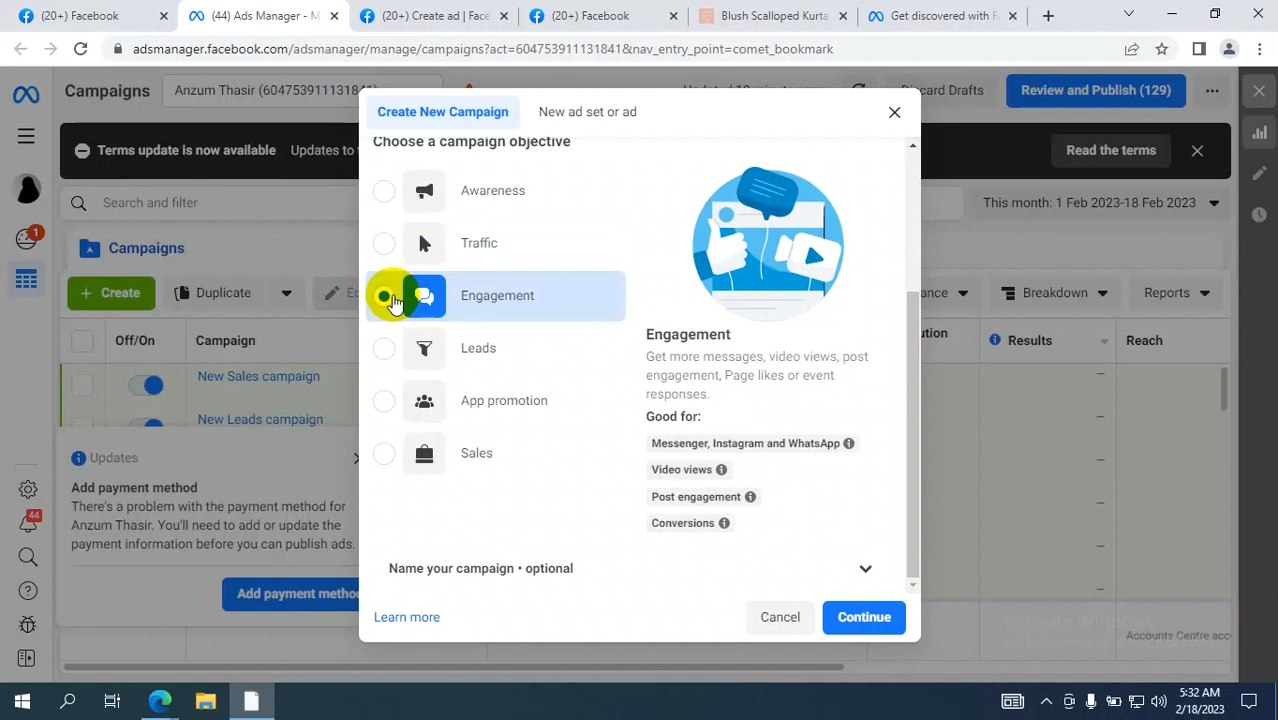 (20+) Facebook
(44) Ads Manager - M
(20+) Create ad | Face
(20+) Facebook
Blush Scalloped Kurta
Get discovered with FA
adsmanager.facebook.com/adsmanager/manage/campaigns?act=604753911131841&nav_entry_point=comet_bookmark
Campaigns
Discard Drafts
Review and Publish (129)
Create New Campaign
New ad set or ad
Terms update is now available
Updates to
Read the terms
Choose a campaign objective
Search and filter
This month: 1 Feb 2023-18 Feb 2023
Awareness
Traffic
Engagement
Leads
App promotion
Sales
Campaigns
1
+ Create
Duplicate
Breakdown
Reports
Off/On
Campaign
Results
Reach
New Sales campaign
New Leads campaign
Engagement
Get more messages, video views, post
engagement, Page likes or event
responses.
Good for:
Messenger, Instagram and WhatsApp
Video views
Post engagement
Conversions
Updates
Add payment method
There's a problem with the payment method for
Anzum Thasir. You'll need to add or update the
payment information before you can publish ads.
Add payment method
44
Name your campaign • optional
Learn more
Cancel
Continue
Accounts Centre acc
5:32 AM
2/18/2023